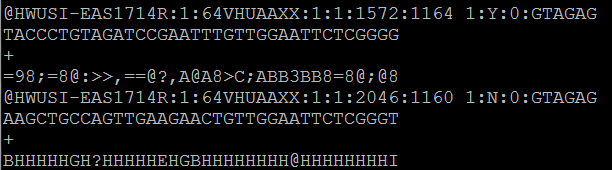 @HWUSI-EAS1714R:1:64VHUAAXX:1:1:1572:1164 1:Y:0:GTAGAG
TACCCTGTAGATCCGAATTTGTTGGAATTCTCGGGG
+
=98;=8@:>>,==@?,A@A8>C;ABB3BB8=8@;@8
@HWUSI-EAS1714R:1:64VHUAAXX:1:1:2046:1160 1:N:0:GTAGAG
AAGCTGCCAGTTGAAGAACTGTTGGAATTCTCGGGT
+
BHHHHHGH?HHHHHEHGBHHHHHHHH@HHHHHHHHI